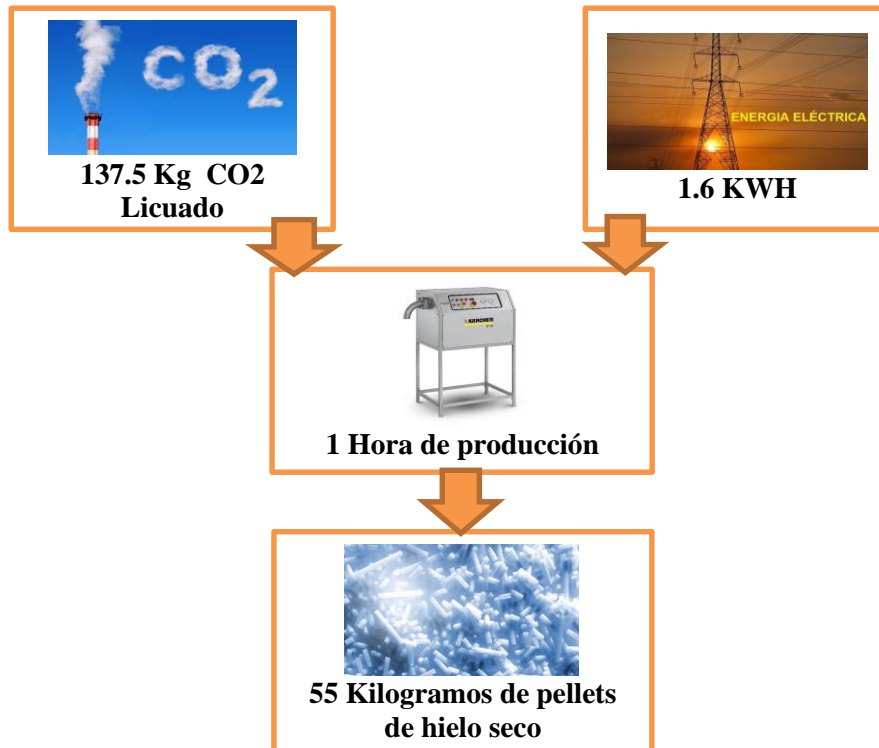 CO2
137.5 Kg CO2
Licuado
ENERGIA ELÉCTRICA
1.6 KWH
KARCHER
1 Hora de producción
55 Kilogramos de pellets
de hielo seco